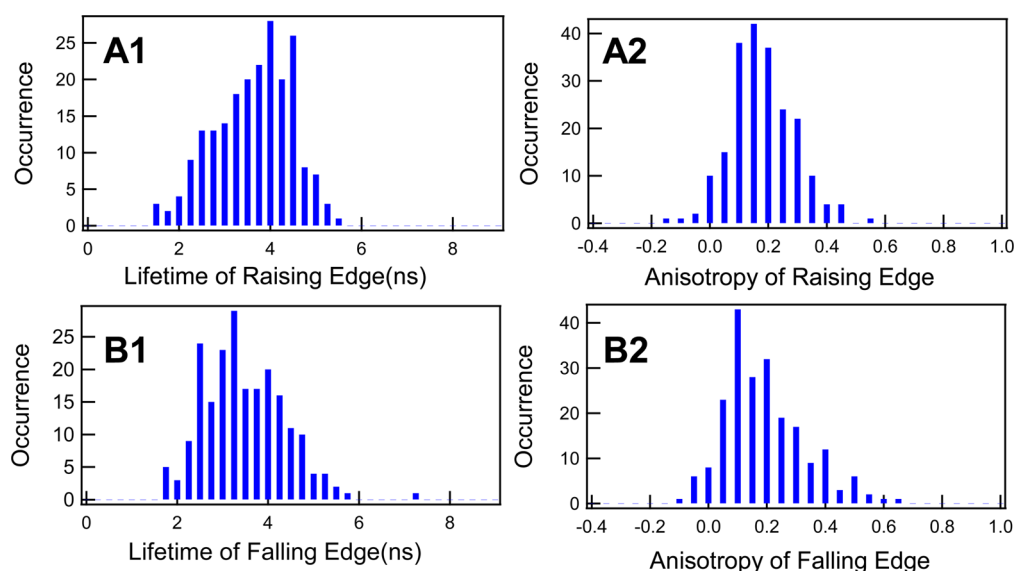 A1
Occurrence
25
20
15
10
5
0
0 2 4 6 8
Lifetime of Raising Edge(ns)
A2
Occurrence
40
30
20
10
0
-0.4 -0.2 0.0 0.2 0.4 0.6 0.8 1.0
Anisotropy of Raising Edge
B1
Occurrence
25
20
15
10
5
0
0 2 4 6 8
Lifetime of Falling Edge(ns)
B2
Occurrence
40
30
20
10
0
-0.4 -0.2 0.0 0.2 0.4 0.6 0.8 1.0
Anisotropy of Falling Edge